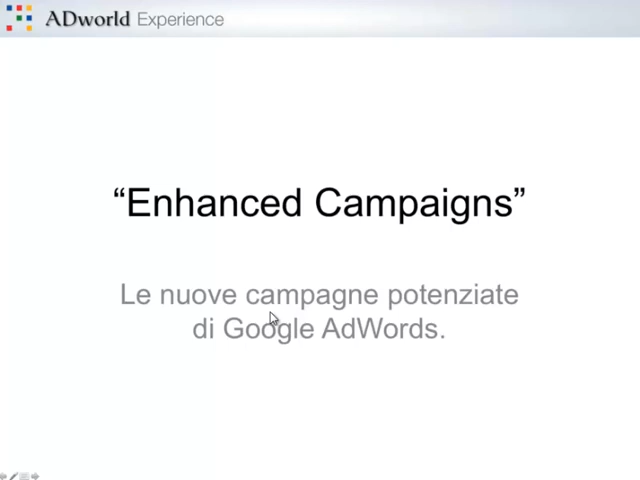 ADworld Experience
“Enhanced Campaigns”
Le nuove campagne potenziate
di Google AdWords.